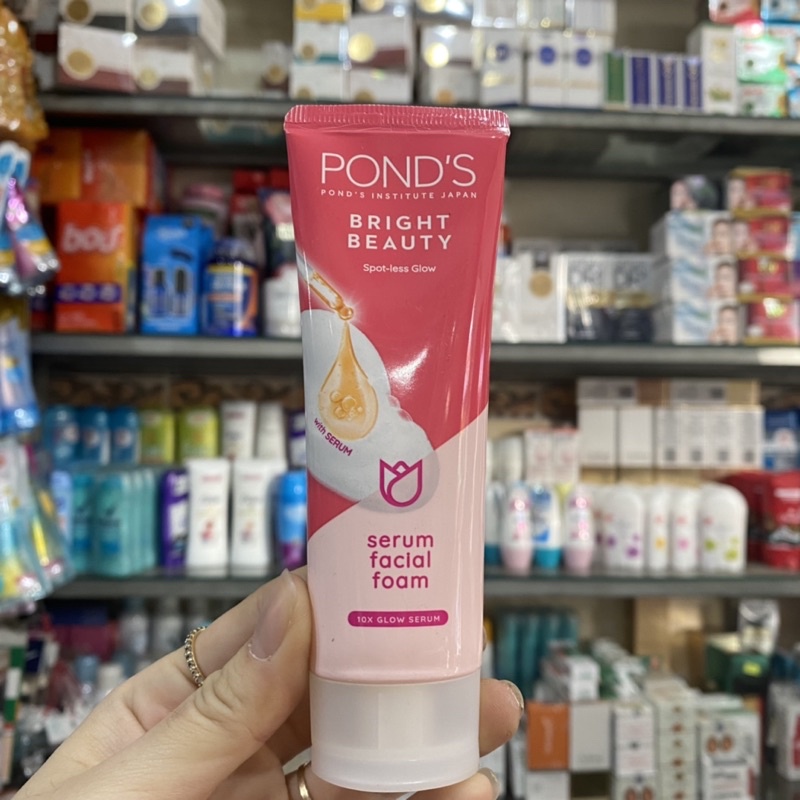 POND'S
POND'S INSTITUTE JAPAN
BRIGHT
BEAUTY
Spot-less Glow
with SERUM
serum
facial
foam
10X GLOW SERUM